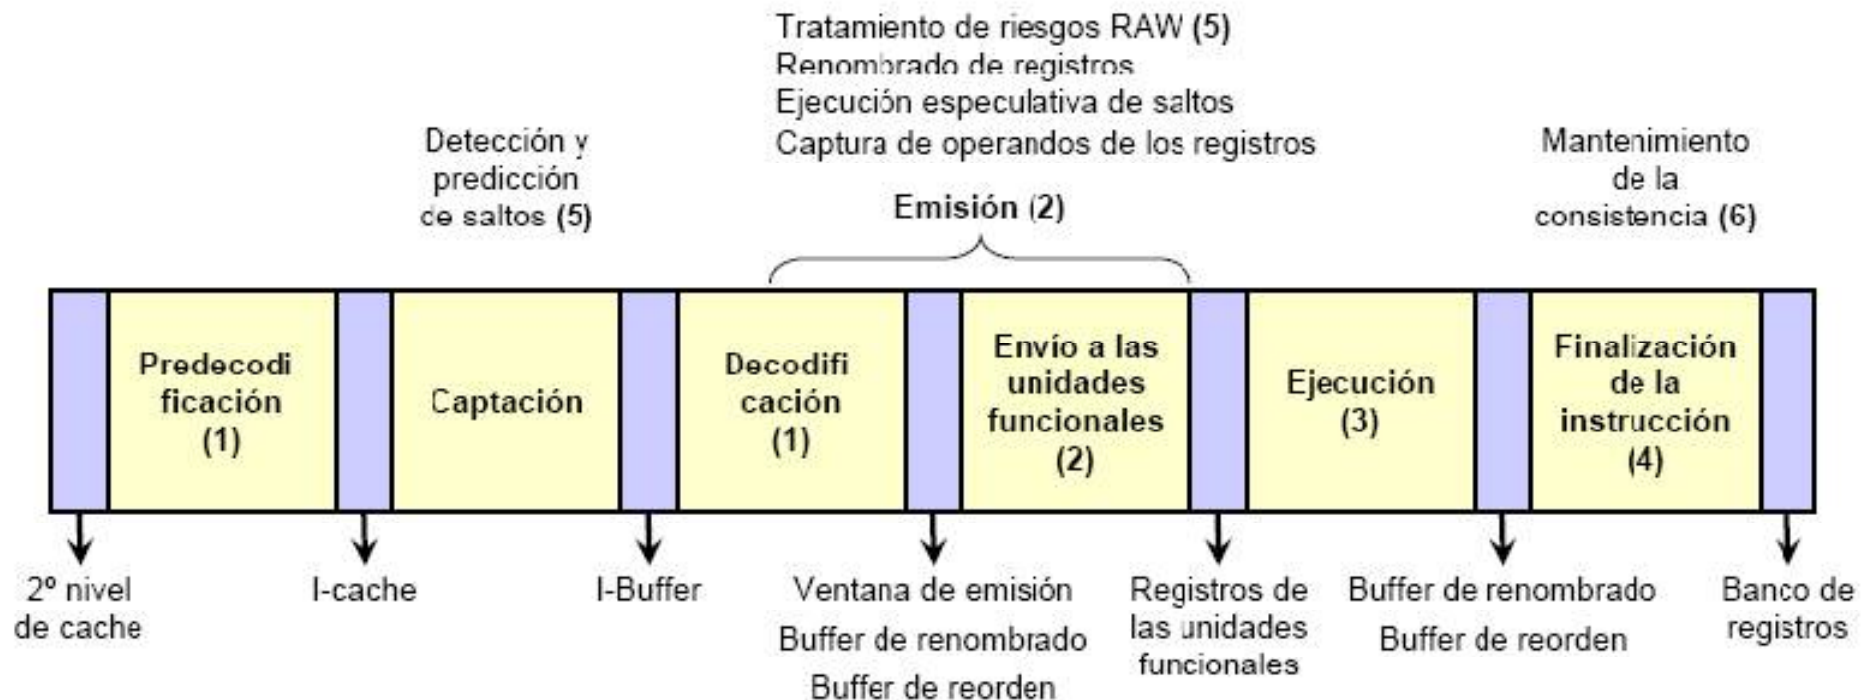 Tratamiento de riesgos RAW (5)
Renombrado de registros
Ejecución especulativa de saltos
Captura de operandos de los registros
Detección y
predicción
de saltos (5)
Emisión (2)
Mantenimiento
de la
consistencia (6)
Predecodi
ficación
(1)
Captación
Decodifi
cación
(1)
Envío a las
unidades
funcionales
(2)
Ejecución
(3)
Finalización
de la
instrucción
(4)
2º nivel
de cache
I-cache
I-Buffer
Ventana de emisión
Buffer de renombrado
Buffer de reorden
Registros de
las unidades
funcionales
Buffer de renombrado
Buffer de reorden
Banco de
registros